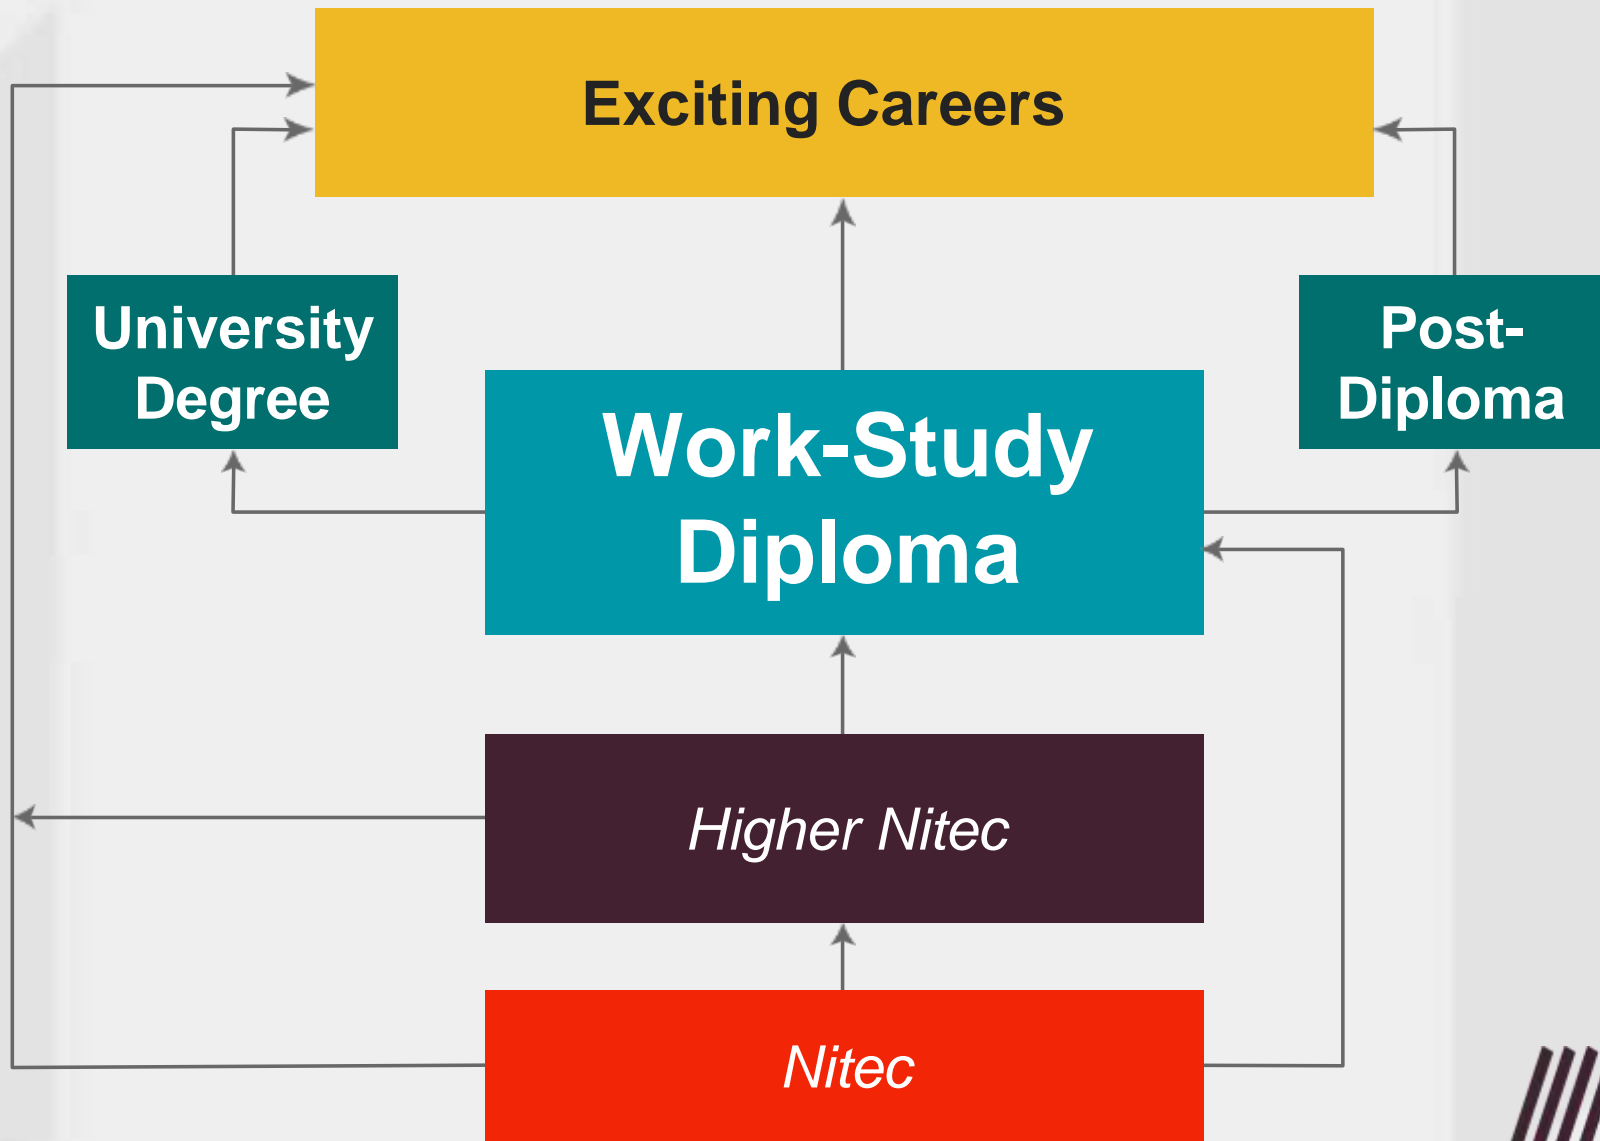 Exciting Careers
University
Degree
Post-
Diploma
Work-Study
Diploma
Higher Nitec
Nitec